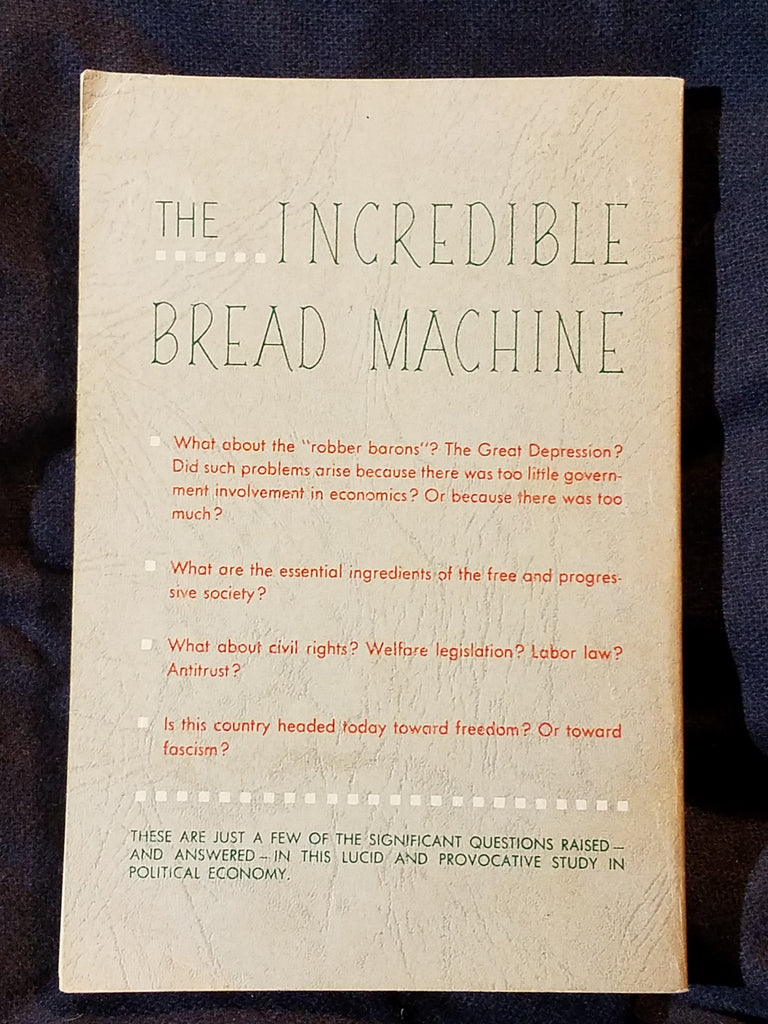 THE INCREDIBLE
BREAD MACHINE
What about the "robber barons"? The Great Depression?
Did such problems arise because there was too little govern-
ment involvement in economics? Or because there was too
much?
What are the essential ingredients of the free and progres-
sive society?
What about civil rights? Welfare legislation? Labor law?
Antitrust?
Is this country headed today toward freedom? Or toward
fascism?
THESE ARE JUST A FEW OF THE SIGNIFICANT QUESTIONS RAISED—
AND ANSWERED—IN THIS LUCID AND PROVOCATIVE STUDY IN
POLITICAL ECONOMY.